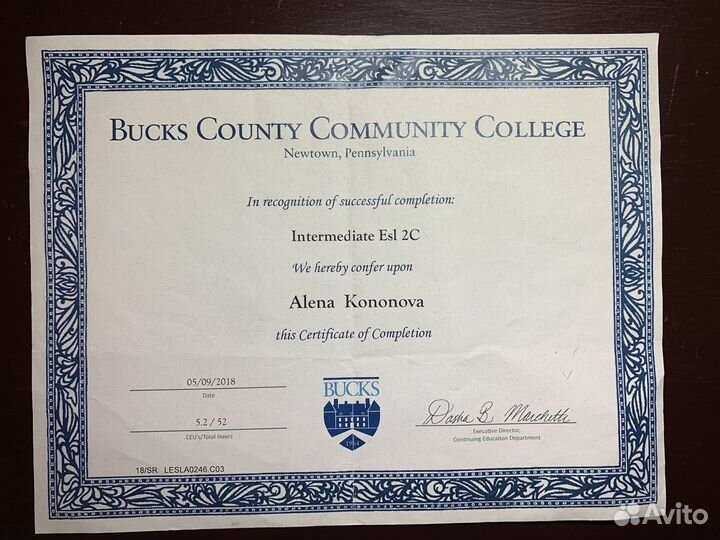 BUCKS COUNTY COMMUNITY COLLEGE
Newtown, Pennsylvania
In recognition of successful completion:
Intermediate Esl 2C
We hereby confer upon
Alena Kononova
this Certificate of Completion
05/09/2018
Date
5.2 / 52
CEU's/Total Hours
18/SR LESLA0246.C03
BUCKS
1964
Dasha B. Marchetti
Executive Director,
Continuing Education Department
Avito